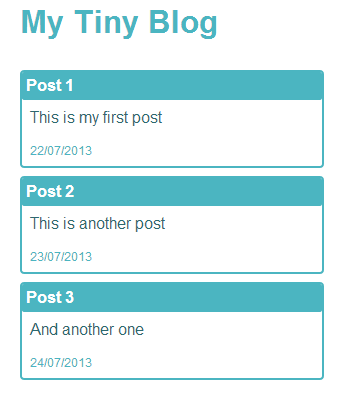 My Tiny Blog
Post 1
This is my first post
22/07/2013
Post 2
This is another post
23/07/2013
Post 3
And another one
24/07/2013